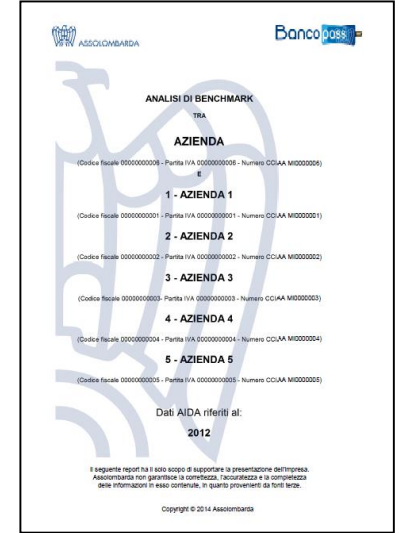 ASSOLOMBARDA
Bancopass
ANALISI DI BENCHMARK
TRA
AZIENDA
(Codice fiscale 00000000006 - Partita IVA 00000000006 - Numero CCIAA MI0000006)
E
1 - AZIENDA 1
(Codice fiscale 00000000001 - Partita IVA 00000000001 - Numero CCIAA MI0000001)
2 - AZIENDA 2
(Codice fiscale 00000000002 - Partita IVA 00000000002 - Numero CCIAA MI0000002)
3 - AZIENDA 3
(Codice fiscale 00000000003- Partita IVA 00000000003 - Numero CCIAA MI0000003)
4 - AZIENDA 4
(Codice fiscale 00000000004 - Partita IVA 00000000004 - Numero CCIAA MI0000004)
5 - AZIENDA 5
(Codice fiscale 00000000005 - Partita IVA 00000000005 - Numero CCIAA MI0000005)
Dati AIDA riferiti al:
2012
Il seguente report ha il solo scopo di supportare la presentazione dell'impresa.
Assolombarda non garantisce la correttezza, l'accuratezza e la completezza
delle informazioni in esso contenute, in quanto provenienti da fonti terze.
Copyright © 2014 Assolombarda